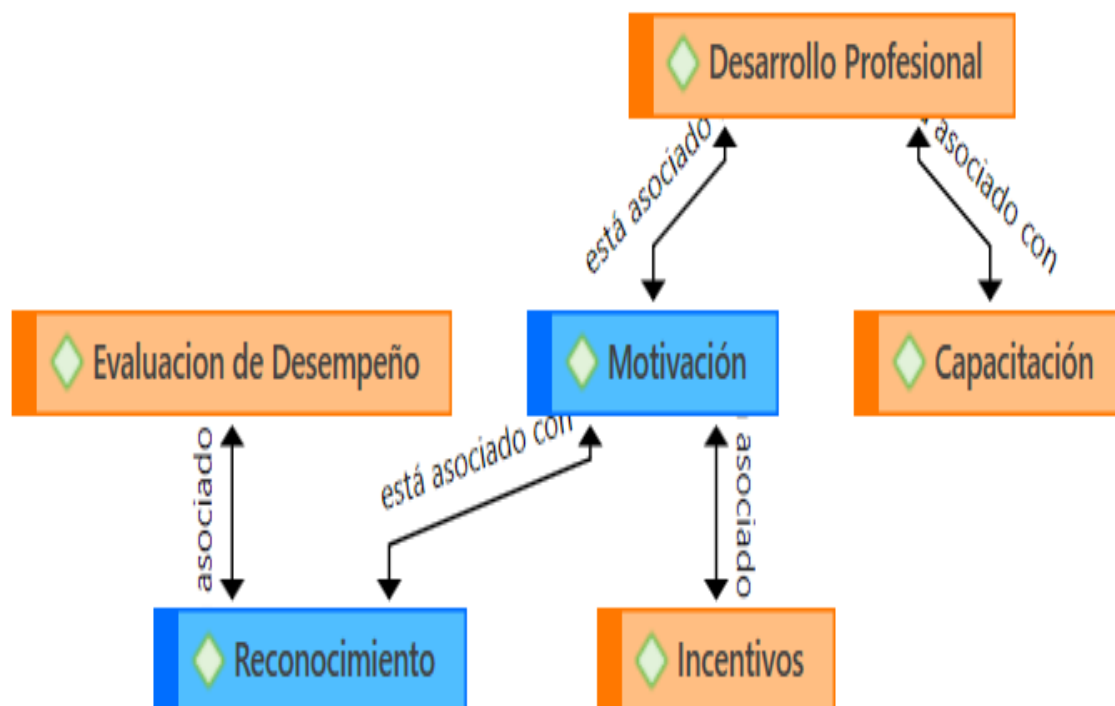 Desarrollo Profesional
está asociado
asociado con
Evaluacion de Desempeño
Motivación
Capacitación
asociado
está asociado con
asociado
Reconocimiento
Incentivos